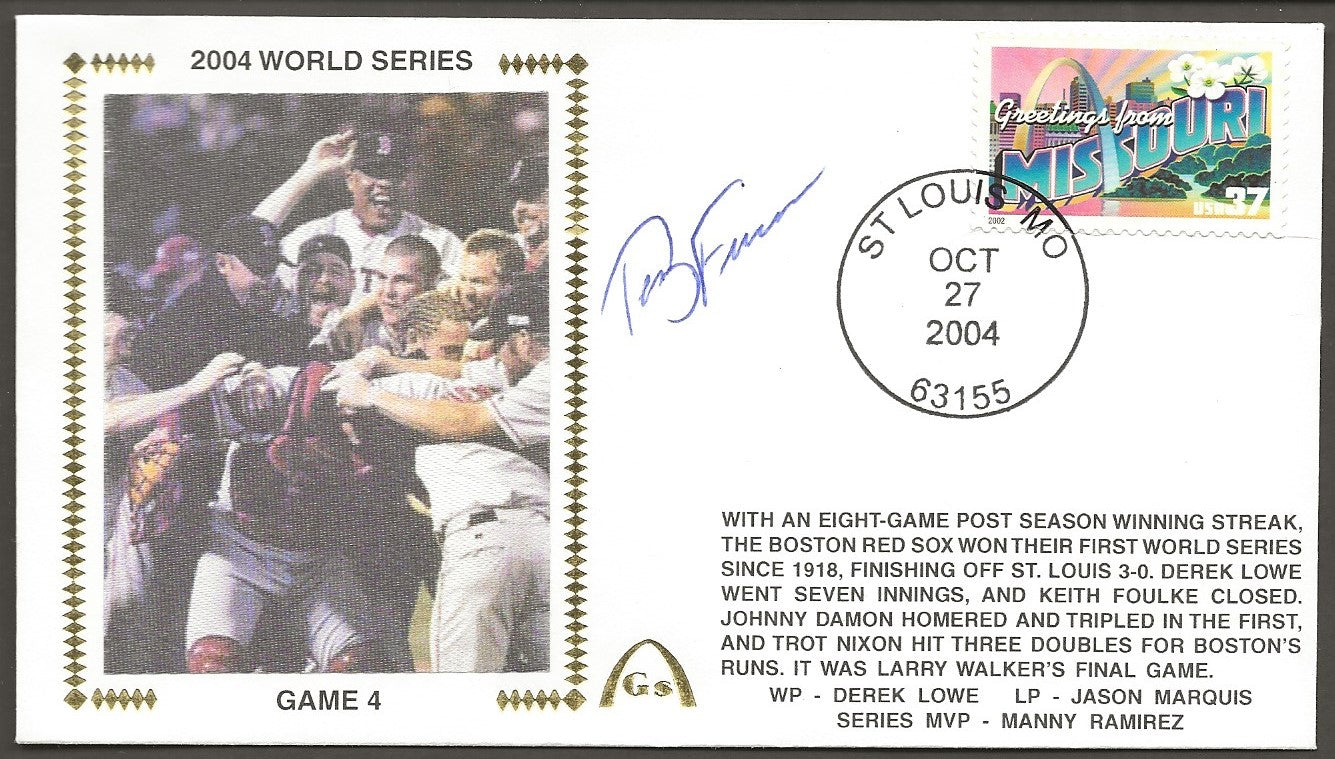 2004 WORLD SERIES
GAME 4
Terry Francona
Greetings from
MISSOURI
2002
USA 37
ST LOUIS MO
OCT
27
2004
63155
WITH AN EIGHT-GAME POST SEASON WINNING STREAK,
THE BOSTON RED SOX WON THEIR FIRST WORLD SERIES
SINCE 1918, FINISHING OFF ST. LOUIS 3-0. DEREK LOWE
WENT SEVEN INNINGS, AND KEITH FOULKE CLOSED.
JOHNNY DAMON HOMERED AND TRIPLED IN THE FIRST,
AND TROT NIXON HIT THREE DOUBLES FOR BOSTON'S
RUNS. IT WAS LARRY WALKER'S FINAL GAME.
WP - DEREK LOWE LP - JASON MARQUIS
SERIES MVP - MANNY RAMIREZ
Gs